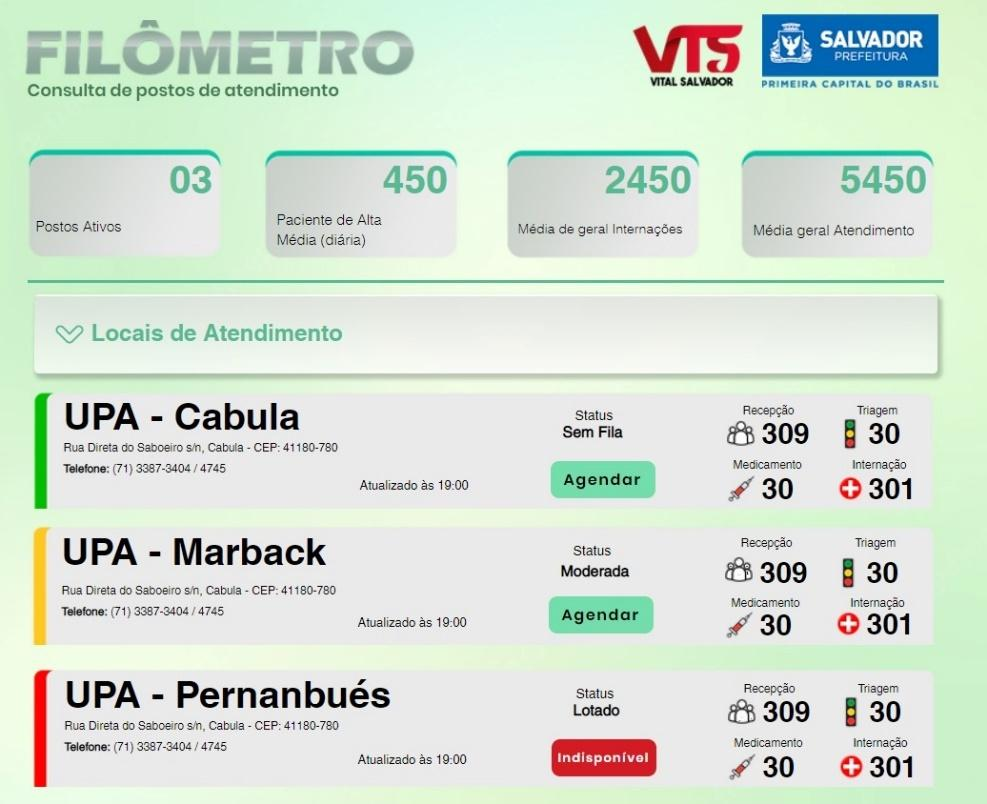 FILÔMETRO
Consulta de postos de atendimento
VTS
VITAL SALVADOR
SALVADOR
PREFEITURA
PRIMEIRA CAPITAL DO BRASIL
03
Postos Ativos
450
Paciente de Alta
Média (diária)
2450
Média de geral Internações
5450
Média geral Atendimento
Locais de Atendimento
UPA - Cabula
Rua Direta do Saboeiro s/n, Cabula - CEP: 41180-780
Telefone: (71) 3387-3404 / 4745
Atualizado às 19:00
Status
Sem Fila
Agendar
Recepção
309
Triagem
30
Medicamento
30
Internação
301
UPA - Marback
Rua Direta do Saboeiro s/n, Cabula - CEP: 41180-780
Telefone: (71) 3387-3404 / 4745
Atualizado às 19:00
Status
Moderada
Agendar
Recepção
309
Triagem
30
Medicamento
30
Internação
301
UPA - Pernanbués
Rua Direta do Saboeiro s/n, Cabula - CEP: 41180-780
Telefone: (71) 3387-3404 / 4745
Atualizado às 19:00
Status
Lotado
Indisponível
Recepção
309
Triagem
30
Medicamento
30
Internação
301